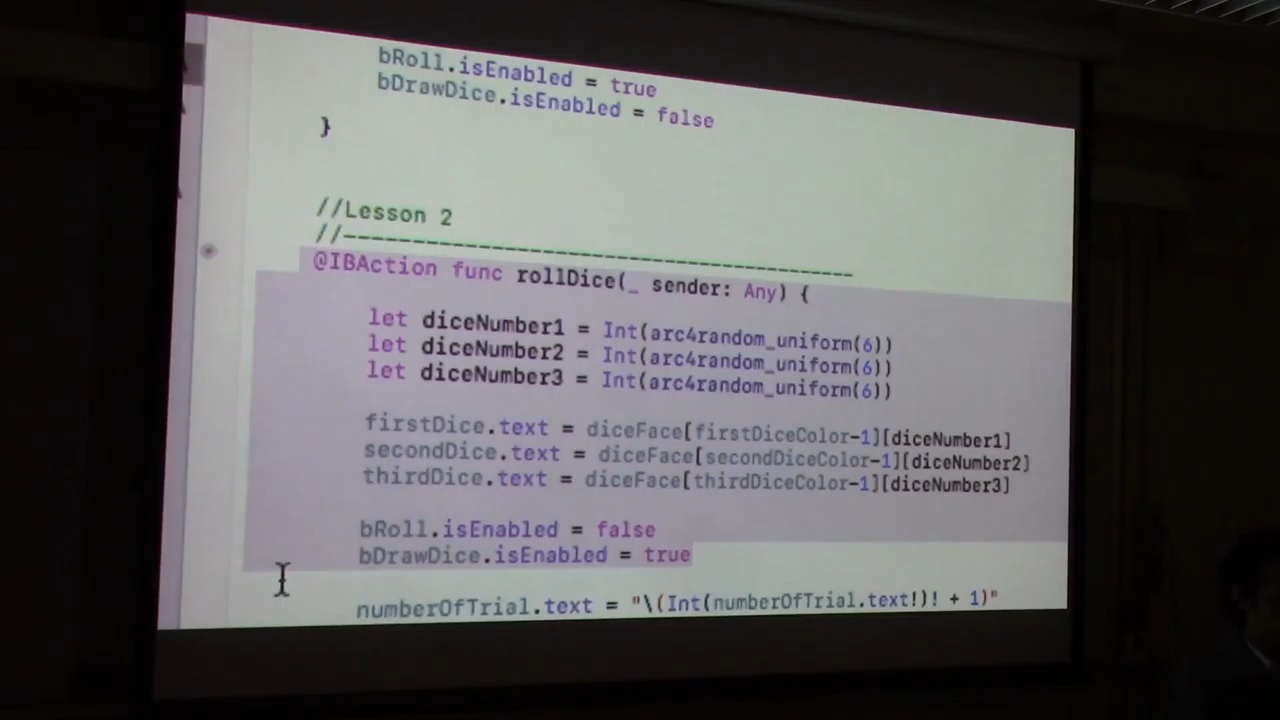 bRoll.isEnabled = true
bDrawDice.isEnabled = false
}
//Lesson 2
//-------------------------------------------
@IBAction func rollDice(_ sender: Any) {
let diceNumber1 = Int(arc4random_uniform(6))
let diceNumber2 = Int(arc4random_uniform(6))
let diceNumber3 = Int(arc4random_uniform(6))
firstDice.text = diceFace[firstDiceColor-1][diceNumber1]
secondDice.text = diceFace[secondDiceColor-1][diceNumber2]
thirdDice.text = diceFace[thirdDiceColor-1][diceNumber3]
bRoll.isEnabled = false
bDrawDice.isEnabled = true
numberOfTrial.text = "\(Int(numberOfTrial.text!)! + 1)"